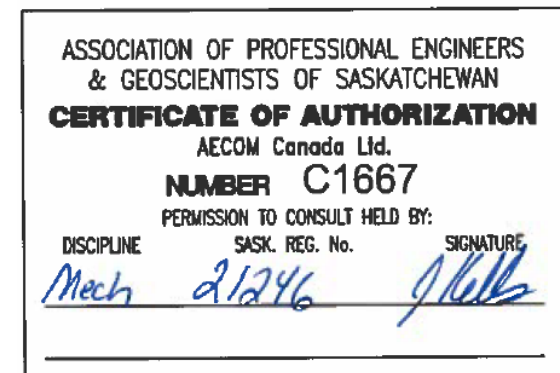 ASSOCIATION OF PROFESSIONAL ENGINEERS
& GEOSCIENTISTS OF SASKATCHEWAN
CERTIFICATE OF AUTHORIZATION
AECOM Canada Ltd.
NUMBER C1667
PERMISSION TO CONSULT HELD BY:
DISCIPLINE SASK. REG. No. SIGNATURE
Mech 21246